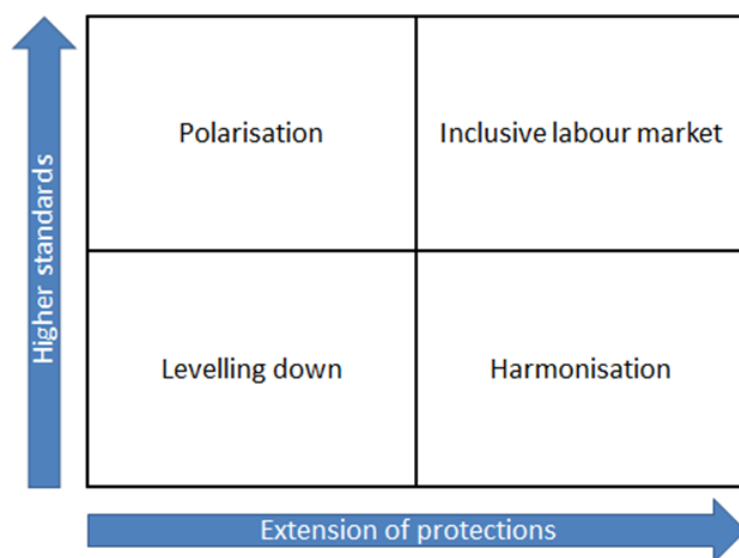 Polarisation
Inclusive labour market
Higher standards
Levelling down
Harmonisation
Extension of protections